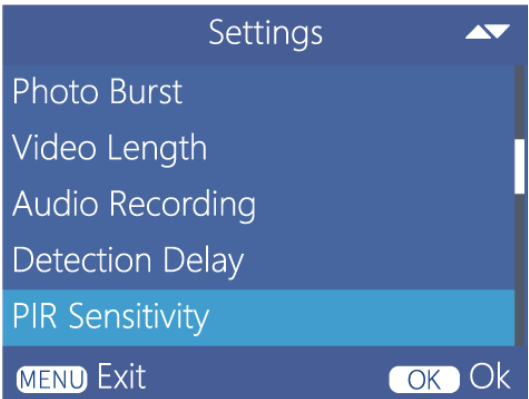 Settings
Photo Burst
Video Length
Audio Recording
Detection Delay
PIR Sensitivity
MENU Exit OK Ok